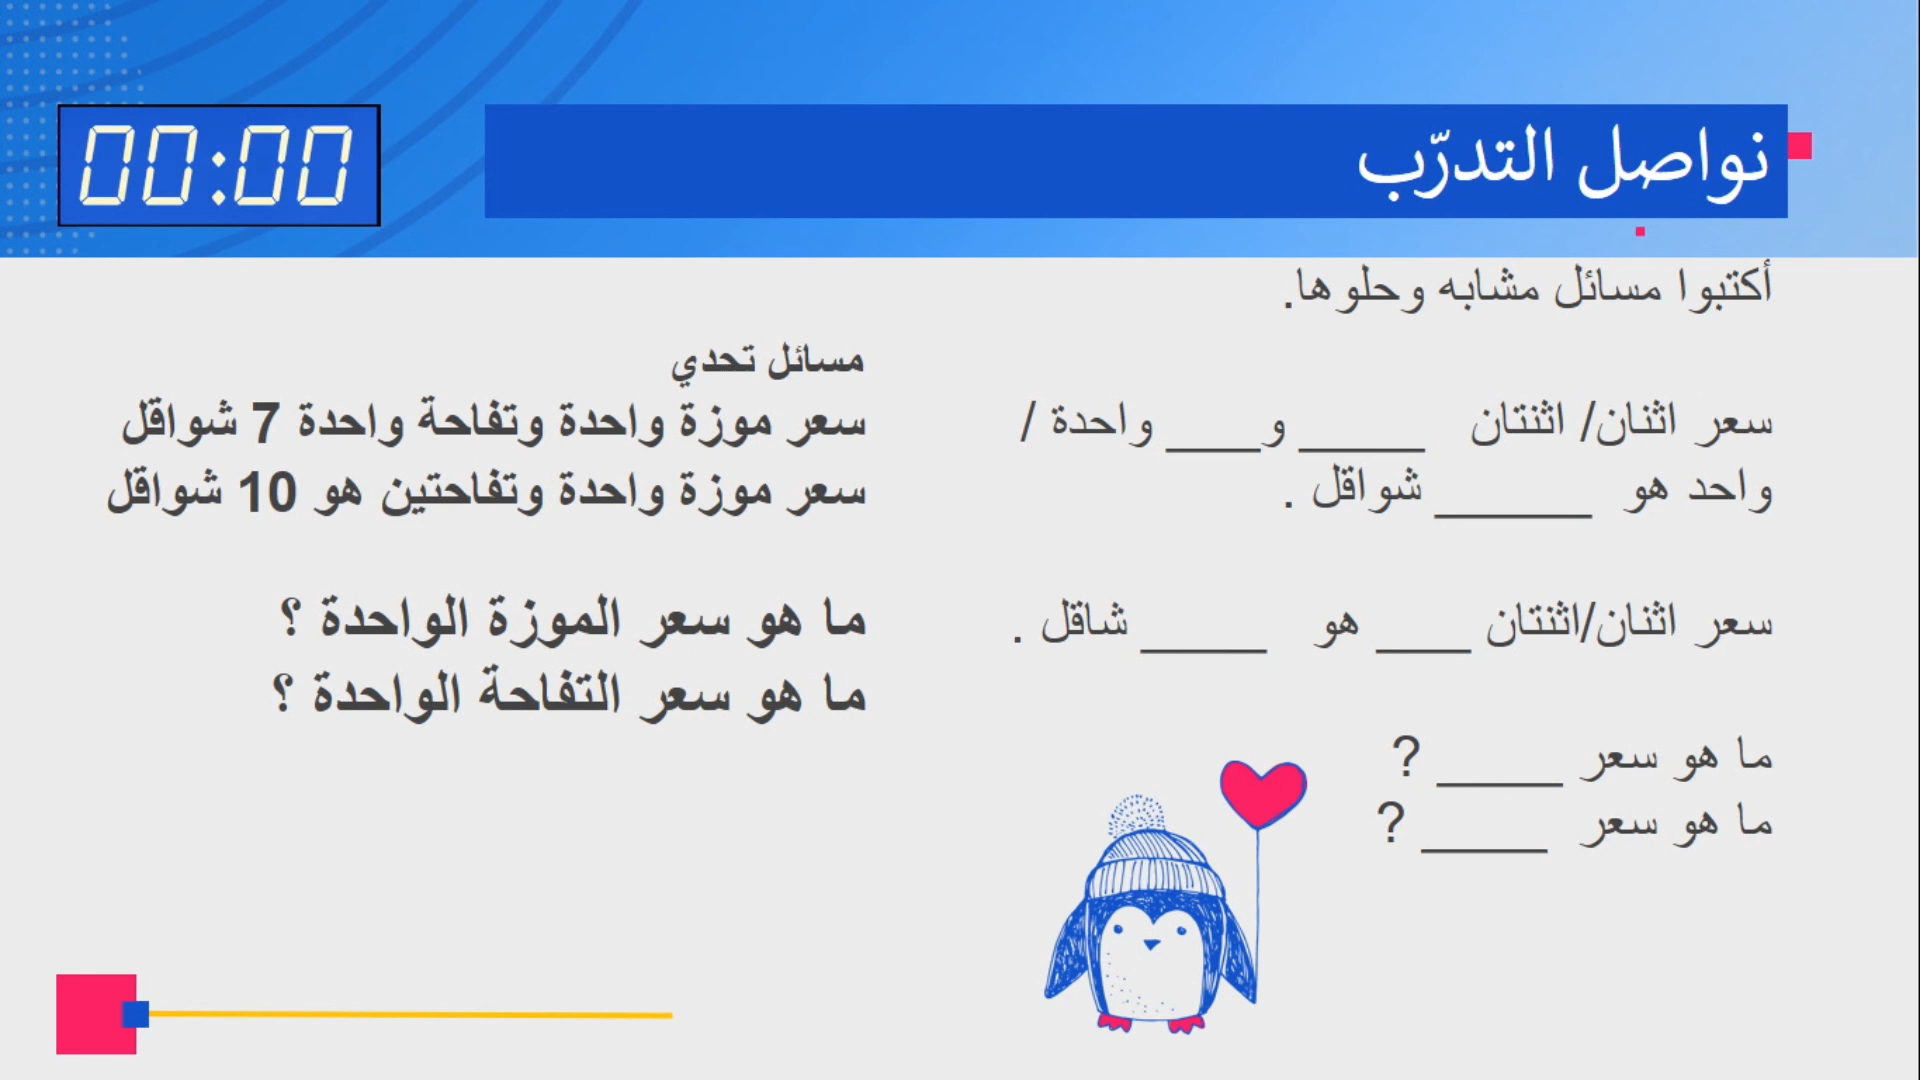 00:00
نواصل التدرّب
أكتبوا مسائل مشابه وحلوها.
سعر اثنان/ اثنتان _____ و____ واحدة /
واحد هو _____ شواقل .
سعر اثنان/اثنتان ____ هو _____ شاقل .
ما هو سعر _____ ?
ما هو سعر _____ ?
مسائل تحدي
سعر موزة واحدة وتفاحة واحدة 7 شواقل
سعر موزة واحدة وتفاحتين هو 10 شواقل
ما هو سعر الموزة الواحدة ؟
ما هو سعر التفاحة الواحدة ؟